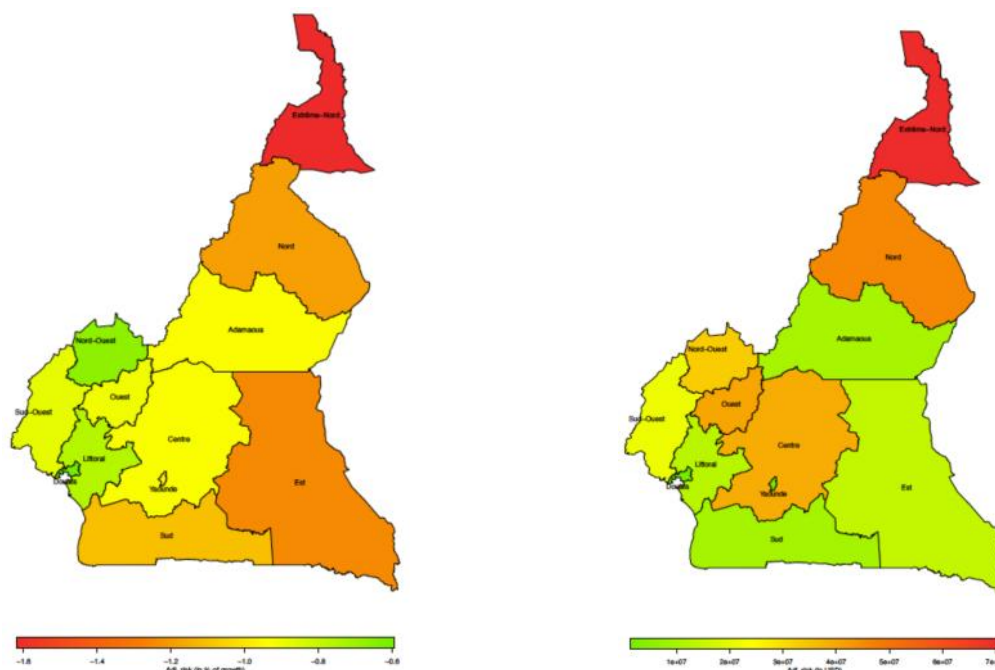 Extrême-Nord
Nord
Adamaoua
Nord-Ouest
Ouest
Sud-Ouest
Centre
Littoral
Douala
Yaounde
Est
Sud
-1.6
-1.4
-1.2
-1.0
-0.8
-0.6
Extrême-Nord
Nord
Adamaoua
Nord-Ouest
Ouest
Sud-Ouest
Centre
Littoral
Douala
Yaounde
Est
Sud
1e+07
2e+07
3e+07
4e+07
5e+07
6e+07